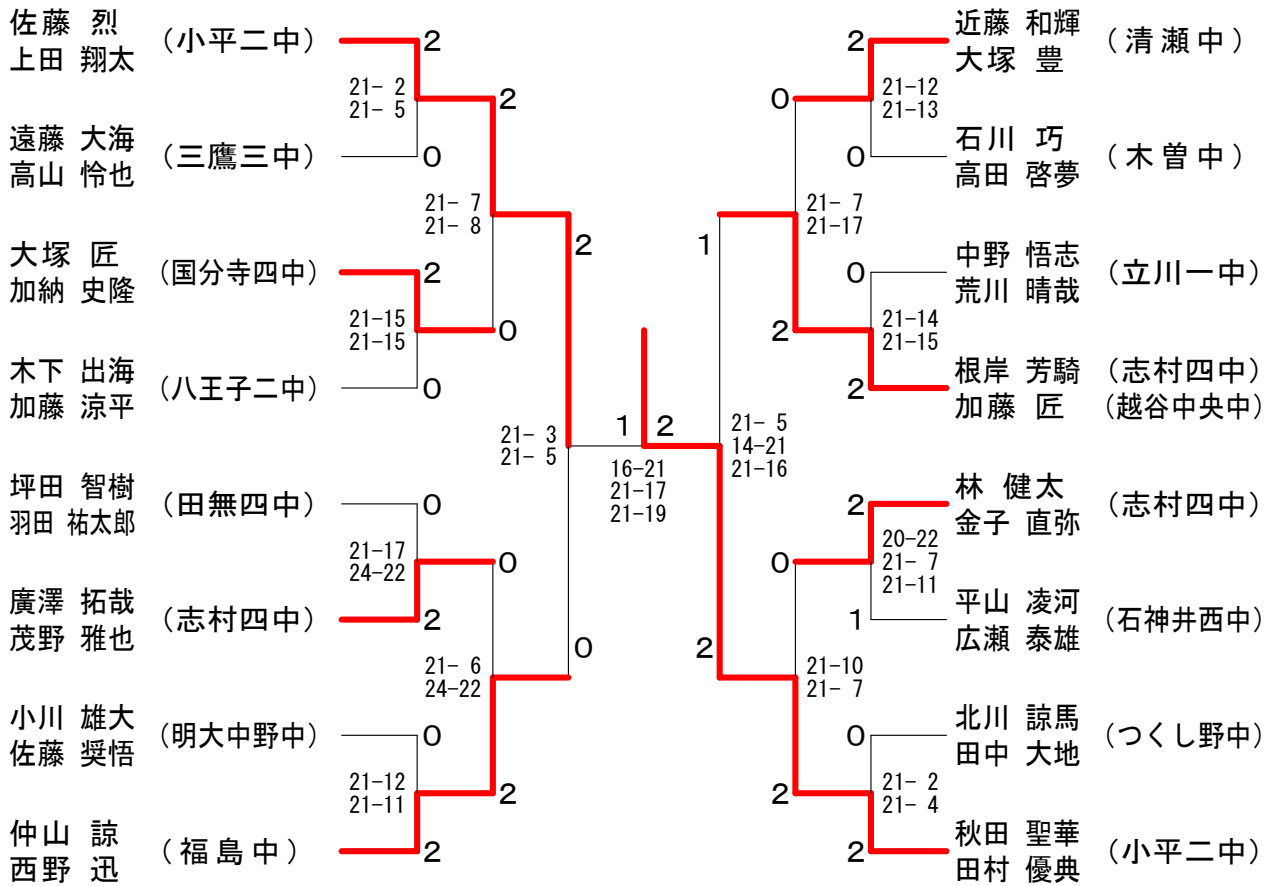 佐藤 烈
上田 翔太
(小平二中)
2
21- 2
21- 5
2
遠藤 大海
高山 怜也
(三鷹三中)
0
21- 7
21- 8
2
大塚 匠
加納 史隆
(国分寺四中)
2
21-15
21-15
0
木下 出海
加藤 涼平
(八王子二中)
0
21- 3
21- 5
坪田 智樹
羽田 祐太郎
(田無四中)
0
21-17
24-22
0
廣澤 拓哉
茂野 雅也
(志村四中)
2
21- 6
24-22
0
小川 雄大
佐藤 奨悟
(明大中野中)
0
21-12
21-11
2
仲山 諒
西野 迅
(福島中)
2
1 2
16-21
21-17
21-19
近藤 和輝
大塚 豊
(清瀬中)
2
21-12
21-13
0
石川 巧
高田 啓夢
(木曽中)
0
21- 7
21-17
1
中野 悟志
荒川 晴哉
(立川一中)
0
21-14
21-15
2
根岸 芳騎
加藤 匠
(志村四中)
(越谷中央中)
2
21- 5
14-21
21-16
林 健太
金子 直弥
(志村四中)
2
20-22
21- 7
21-11
0
平山 凌河
広瀬 泰雄
(石神井西中)
1
21-10
21- 7
2
北川 諒馬
田中 大地
(つくし野中)
0
21- 2
21- 4
2
秋田 聖華
田村 優典
(小平二中)
2